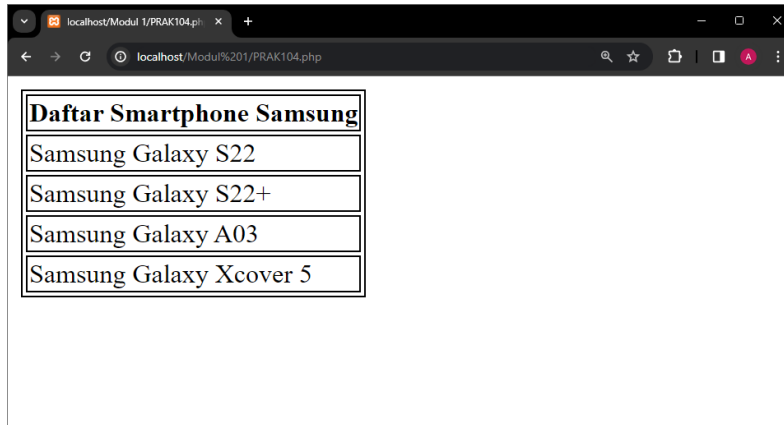 localhost/Modul 1/PRAK104.ph
localhost/Modul%201/PRAK104.php
A
Daftar Smartphone Samsung
Samsung Galaxy S22
Samsung Galaxy S22+
Samsung Galaxy A03
Samsung Galaxy Xcover 5